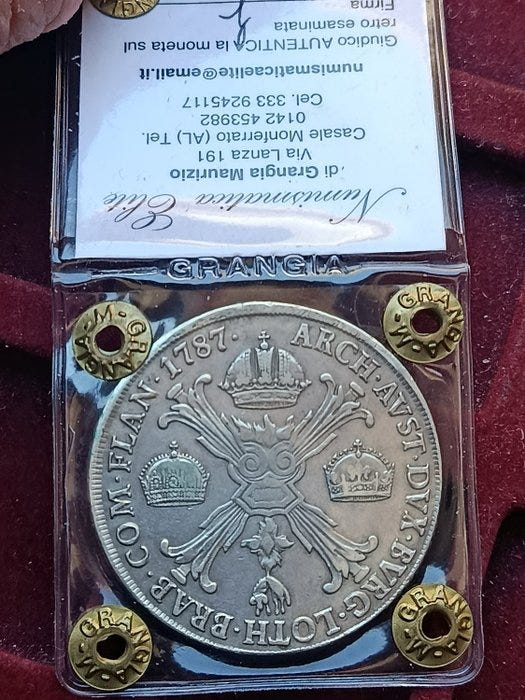 Numismatica Elite
di Grangia Maurizio
Via Lanza 191
Casale Monferrato (AL) Tel.
0142 453982
Cel. 333 9245117
numismaticaelite@email.it
Giudico AUTENTICA la moneta sul
retro esaminata
Firma
GRANGIA
GRANGIA-M-
GRANGIA-M-
ARCH·AVST·DVX·BVRG·LOTH·BRAB·COM·FLAN·1787·
GRANGIA-M-
GRANGIA-M-